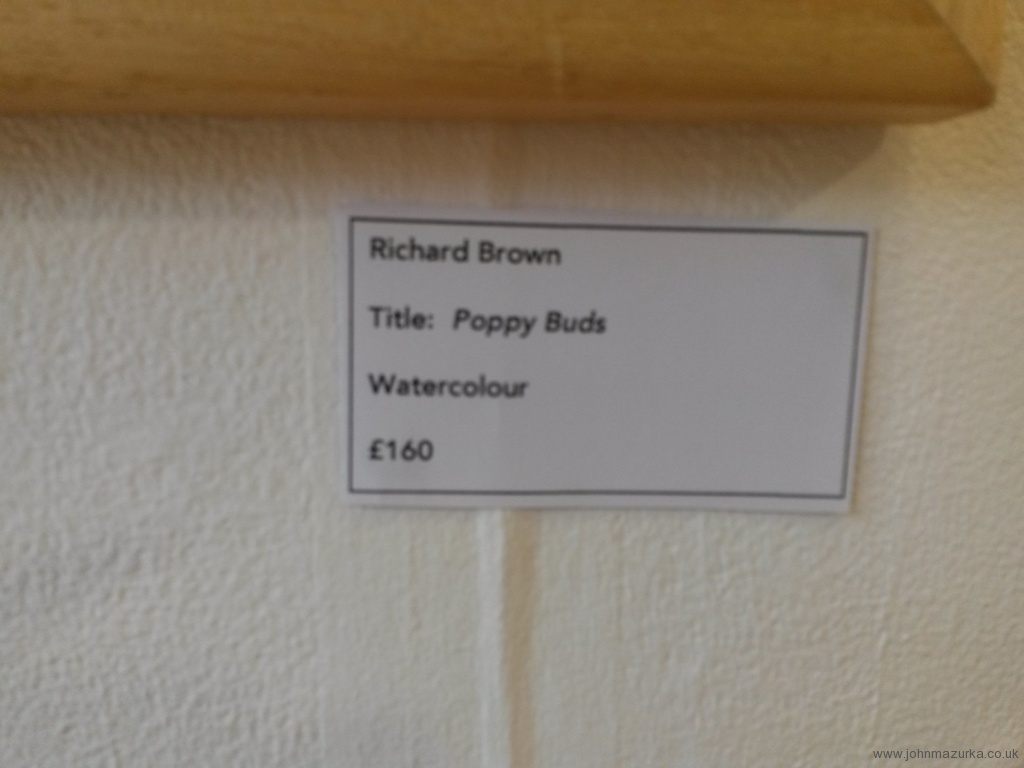 Richard Brown
Title: Poppy Buds
Watercolour
£160
www.johnmazurka.co.uk